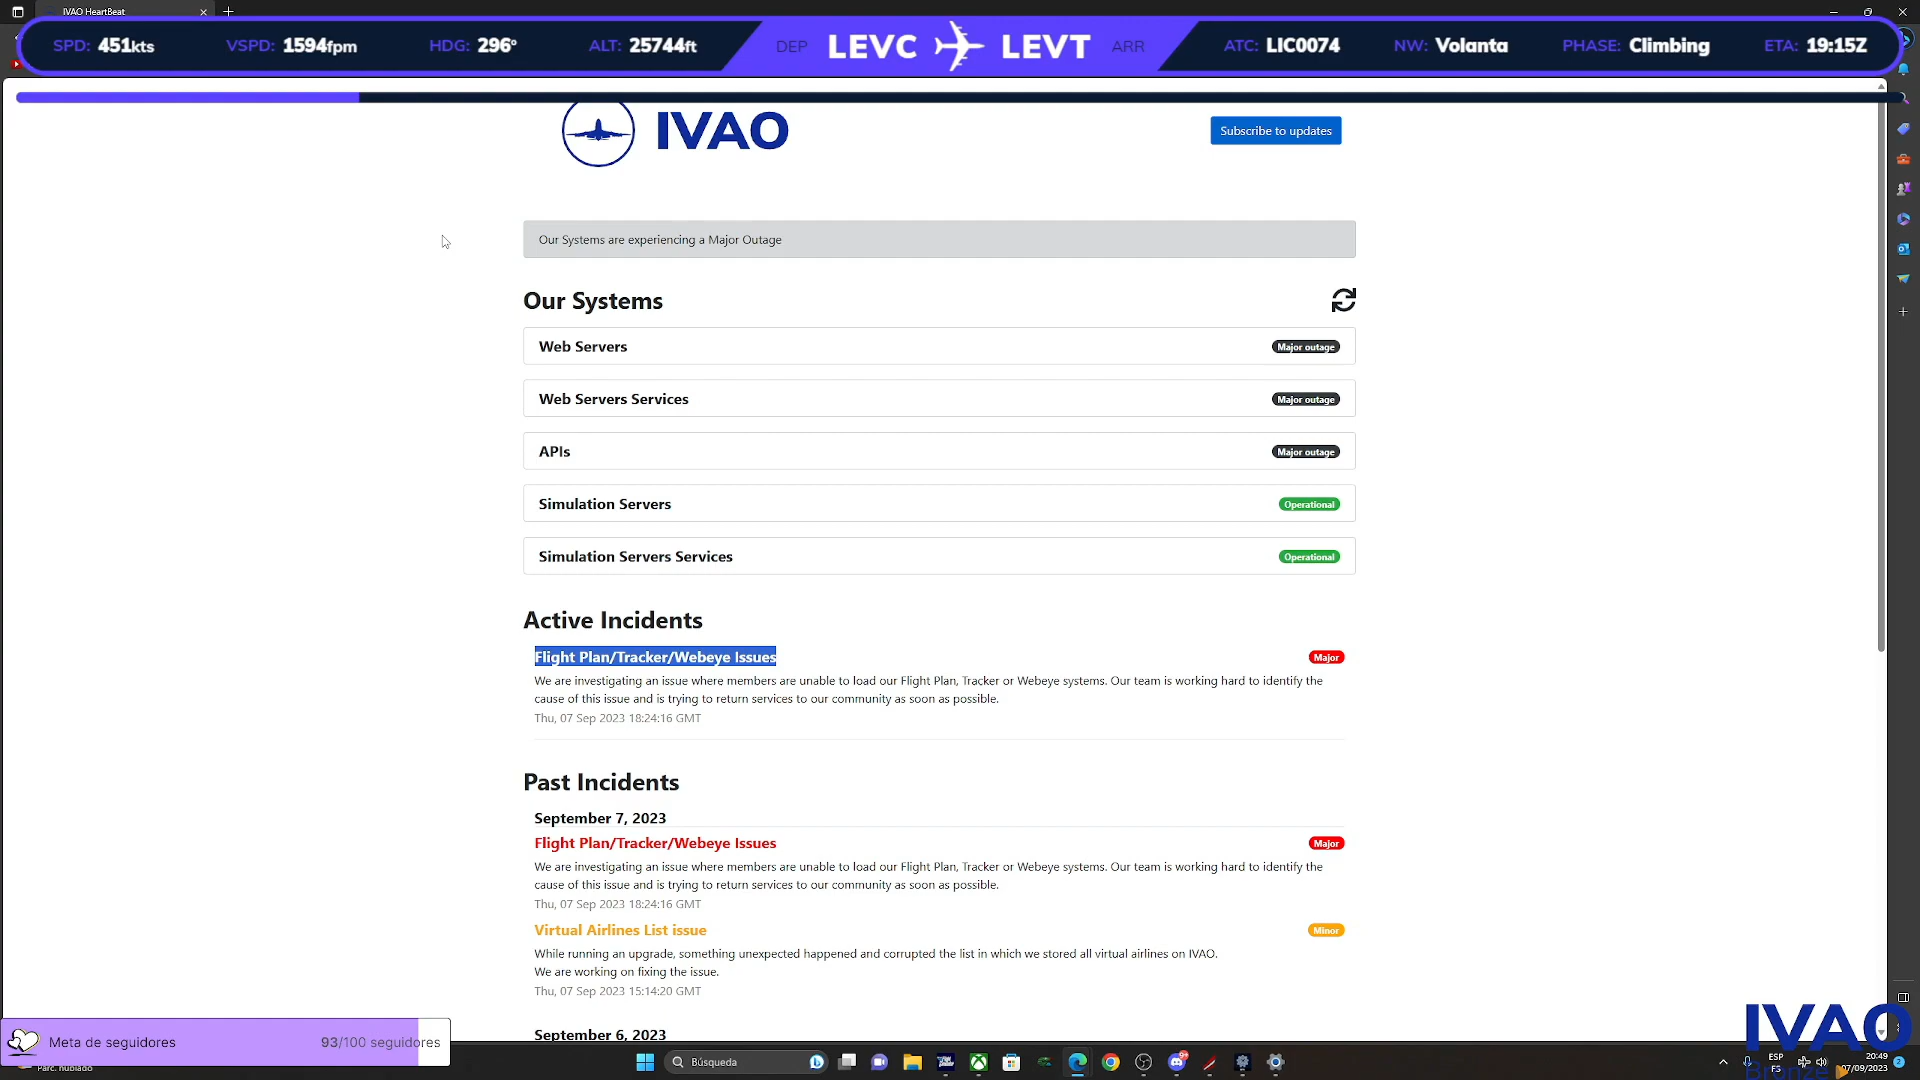 IVAO HeartBeat
SPD: 451kts
VSPD: 1594fpm
HDG: 296º
ALT: 25744ft
DEP LEVC LEVT ARR
ATC: LIC0074
NW: Volanta
PHASE: Climbing
ETA: 19:15Z
IVAO
Subscribe to updates
Our Systems are experiencing a Major Outage
Our Systems
Web Servers Major outage
Web Servers Services Major outage
APIs Major outage
Simulation Servers Operational
Simulation Servers Services Operational
Active Incidents
Flight Plan/Tracker/Webeye Issues Major
We are investigating an issue where members are unable to load our Flight Plan, Tracker or Webeye systems. Our team is working hard to identify the
cause of this issue and is trying to return services to our community as soon as possible.
Thu, 07 Sep 2023 18:24:16 GMT
Past Incidents
September 7, 2023
Flight Plan/Tracker/Webeye Issues Major
We are investigating an issue where members are unable to load our Flight Plan, Tracker or Webeye systems. Our team is working hard to identify the
cause of this issue and is trying to return services to our community as soon as possible.
Thu, 07 Sep 2023 18:24:16 GMT
Virtual Airlines List issue Minor
While running an upgrade, something unexpected happened and corrupted the list in which we stored all virtual airlines on IVAO.
We are working on fixing the issue.
Thu, 07 Sep 2023 15:14:20 GMT
September 6, 2023
Meta de seguidores 93/100 seguidores
Parc. nublado
Búsqueda
IVAO
Bronze
ESP
20:49
07/09/2023
2